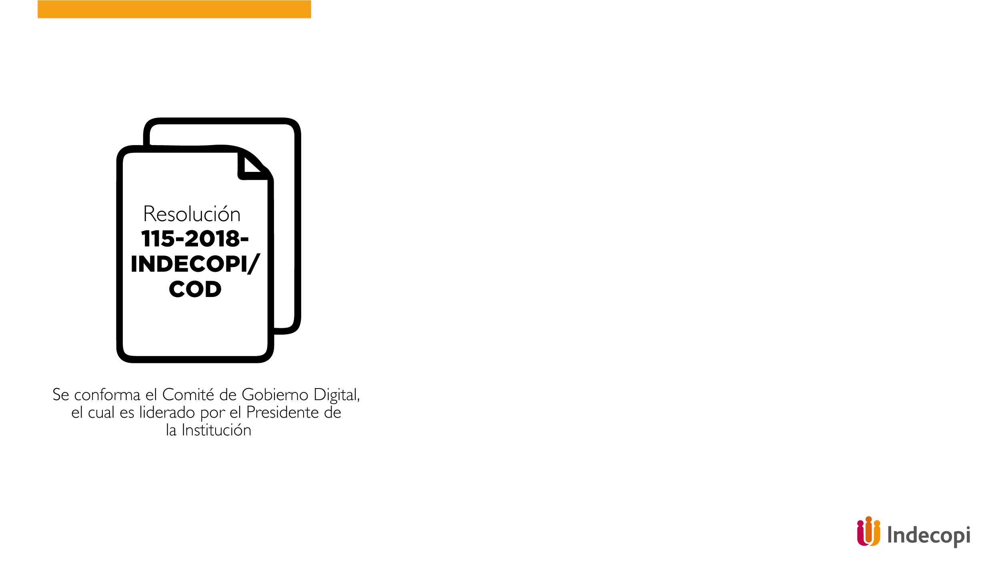 Resolución
115-2018-
INDECOPI/
COD
Se conforma el Comité de Gobierno Digital,
el cual es liderado por el Presidente de
la Institución
Indecopi